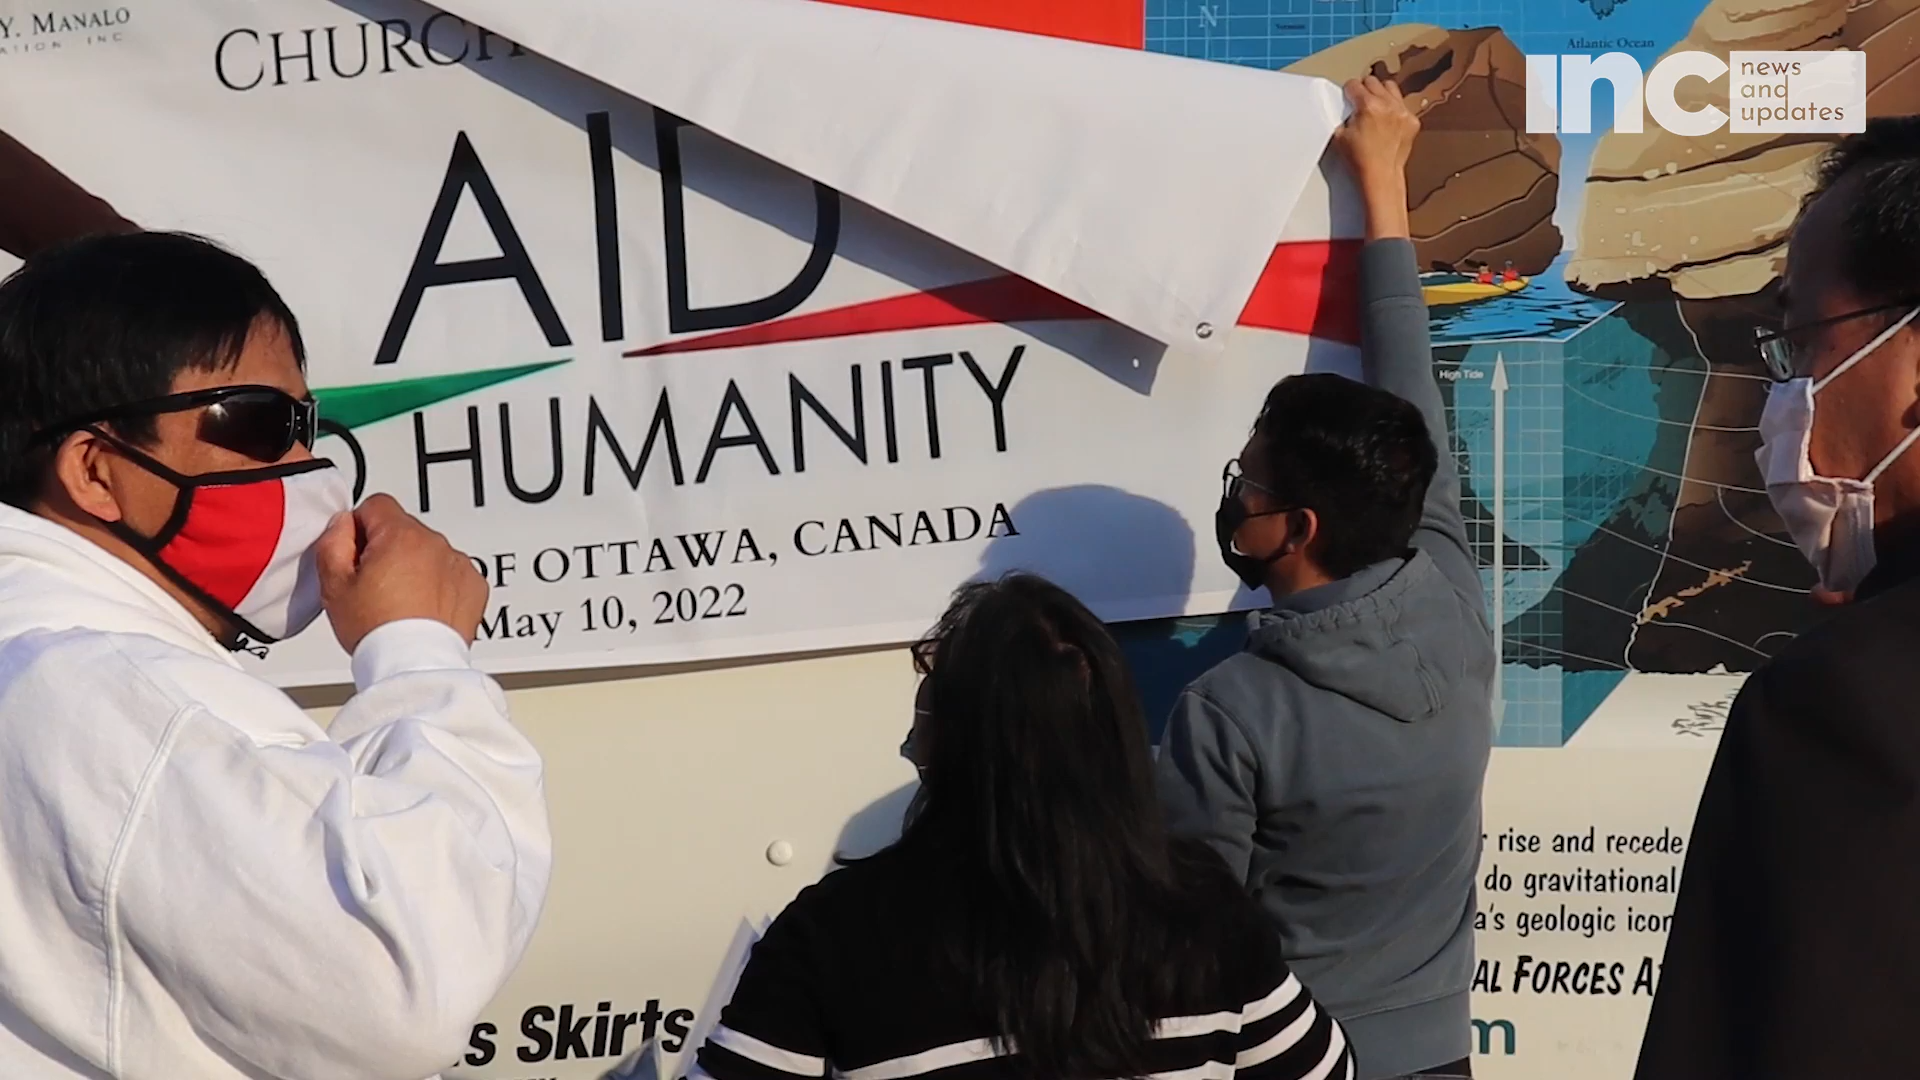 Y. MANALO
INC
CHURCH
AID
HUMANITY
OF OTTAWA, CANADA
May 10, 2022
N
Atlantic Ocean
inc news and updates
High Tide
rise and recede
do gravitational
a's geologic icon
AL FORCES A
s Skirts
m